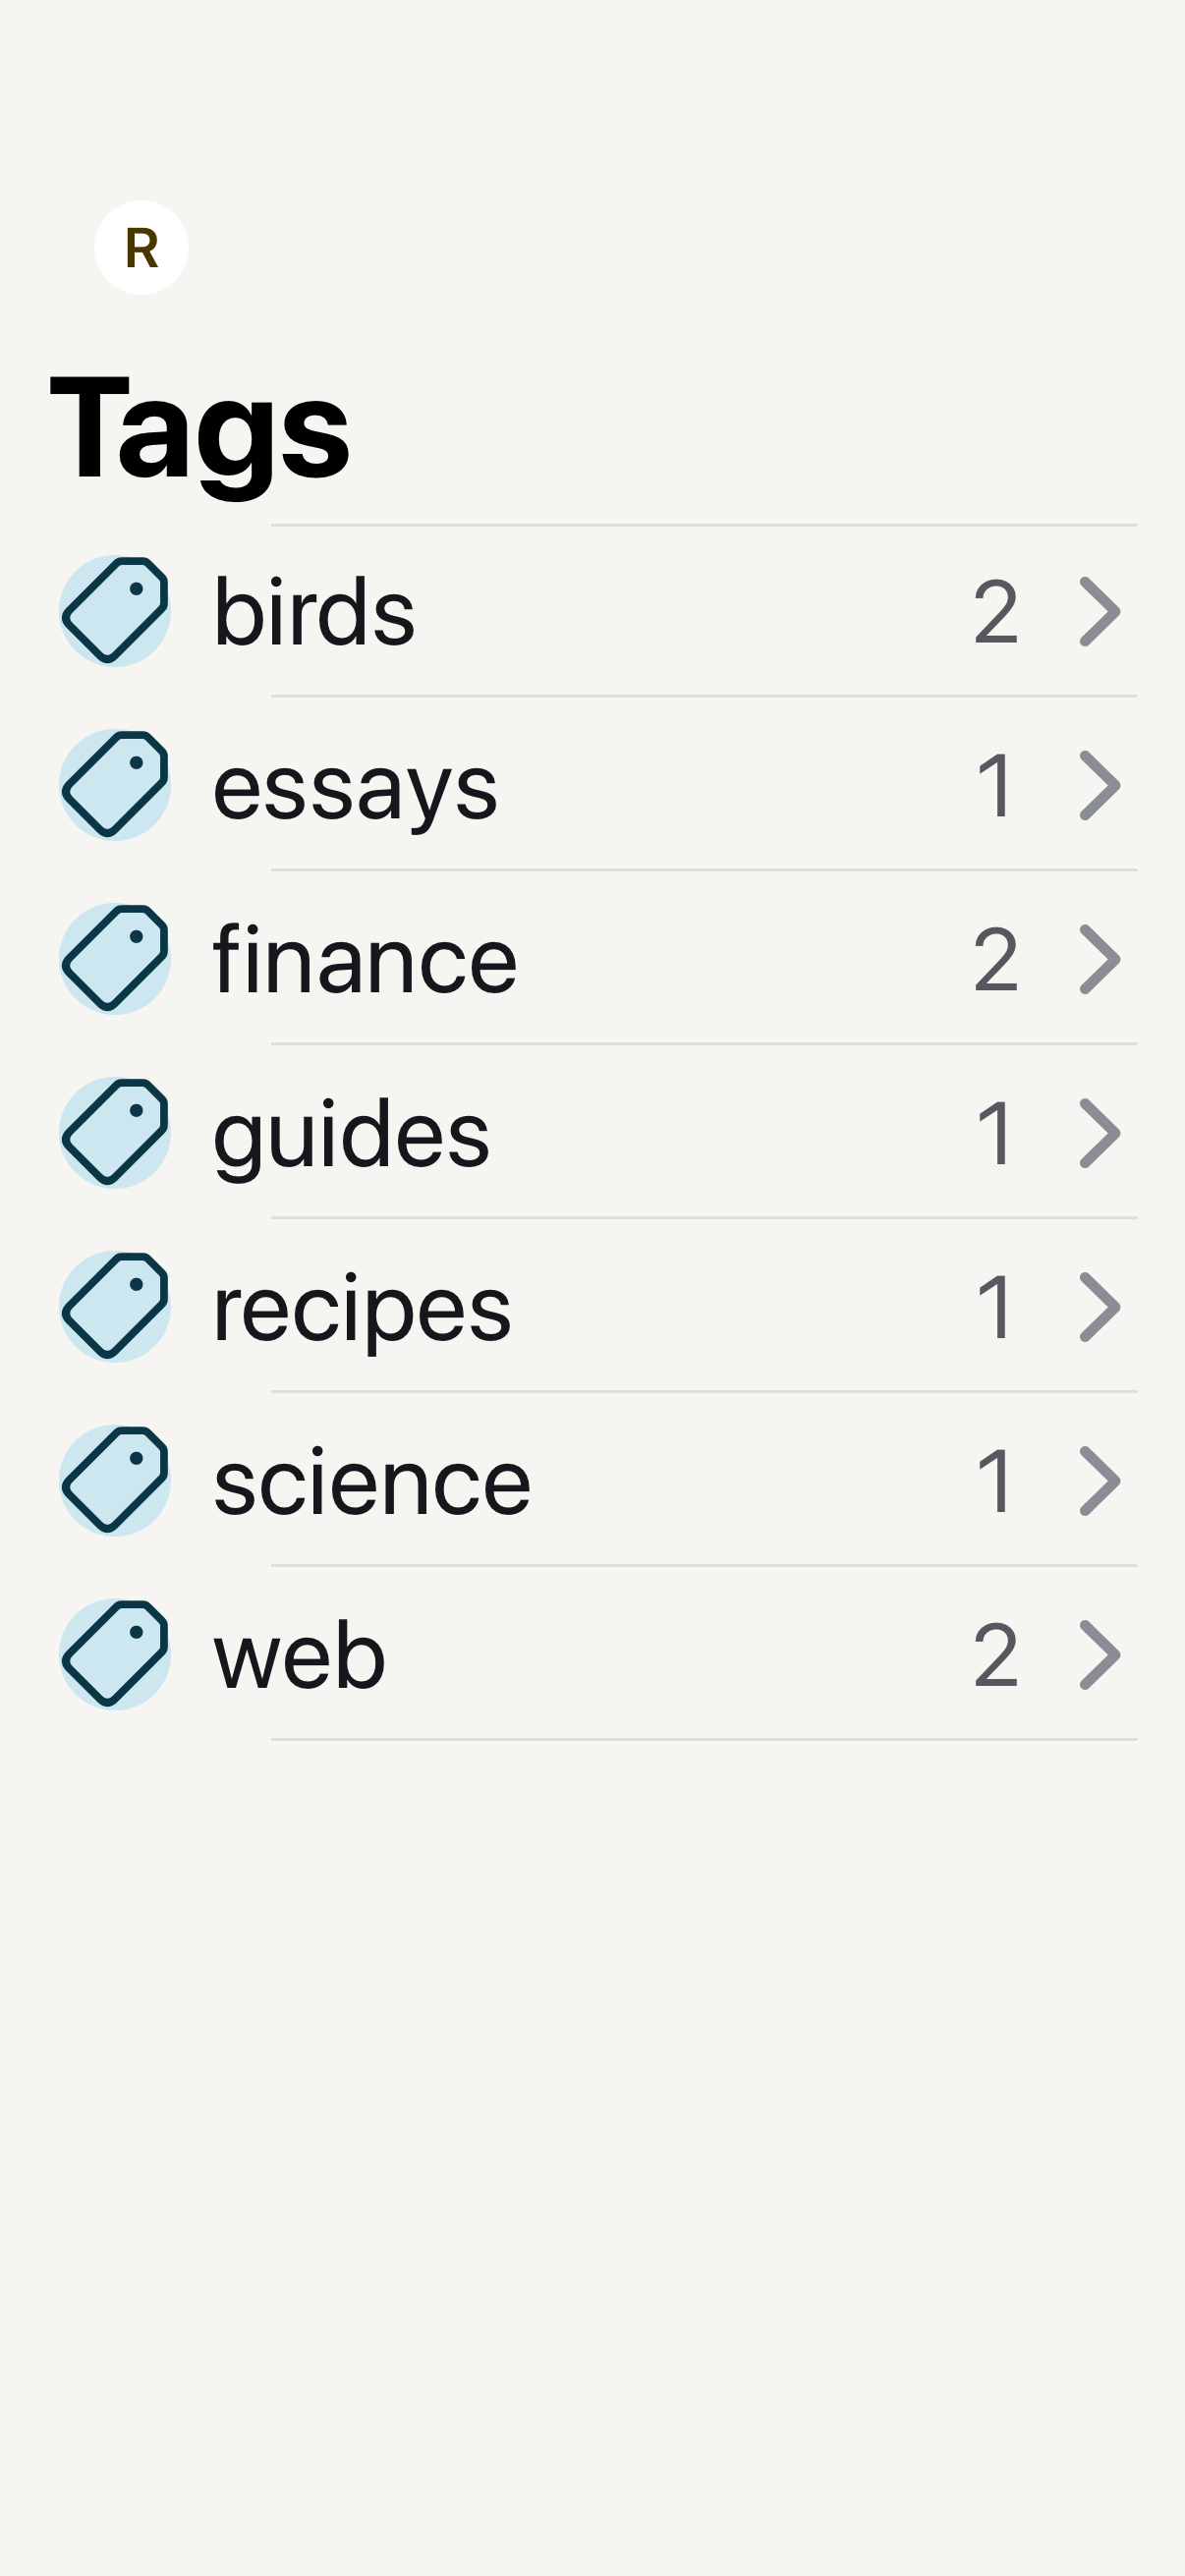 R
Tags
birds 2
essays 1
finance 2
guides 1
recipes 1
science 1
web 2